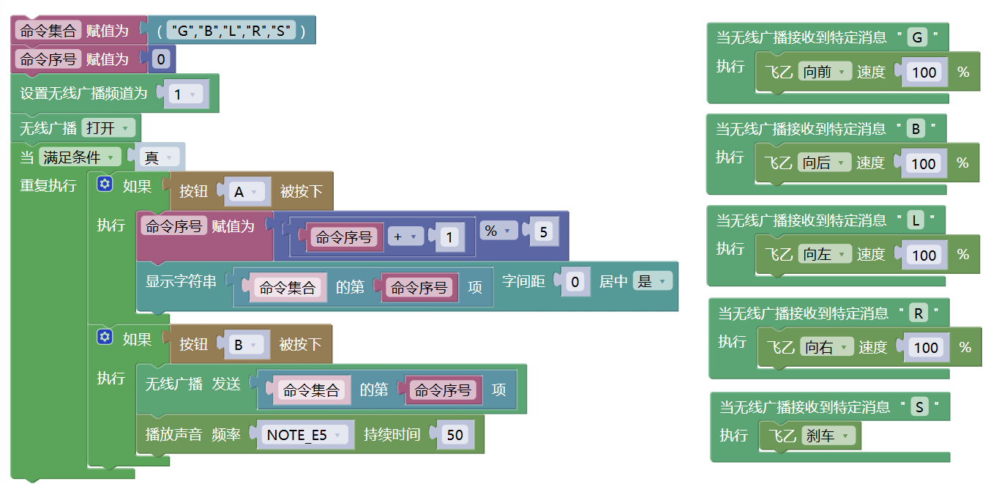 命令集合 赋值为 ( "G","B","L","R","S" )
命令序号 赋值为 0
设置无线广播频道为 1
无线广播 打开
当 满足条件 真
重复执行 如果 按钮 A 被按下
执行 命令序号 赋值为 命令序号 + 1 % 5
显示字符串 命令集合 的第 命令序号 项 字间距 0 居中 是
如果 按钮 B 被按下
执行 无线广播 发送 命令集合 的第 命令序号 项
播放声音 频率 NOTE_E5 持续时间 50
当无线广播接收到特定消息 " G "
执行 飞乙 向前 速度 100 %
当无线广播接收到特定消息 " B "
执行 飞乙 向后 速度 100 %
当无线广播接收到特定消息 " L "
执行 飞乙 向左 速度 100 %
当无线广播接收到特定消息 " R "
执行 飞乙 向右 速度 100 %
当无线广播接收到特定消息 " S "
执行 飞乙 刹车